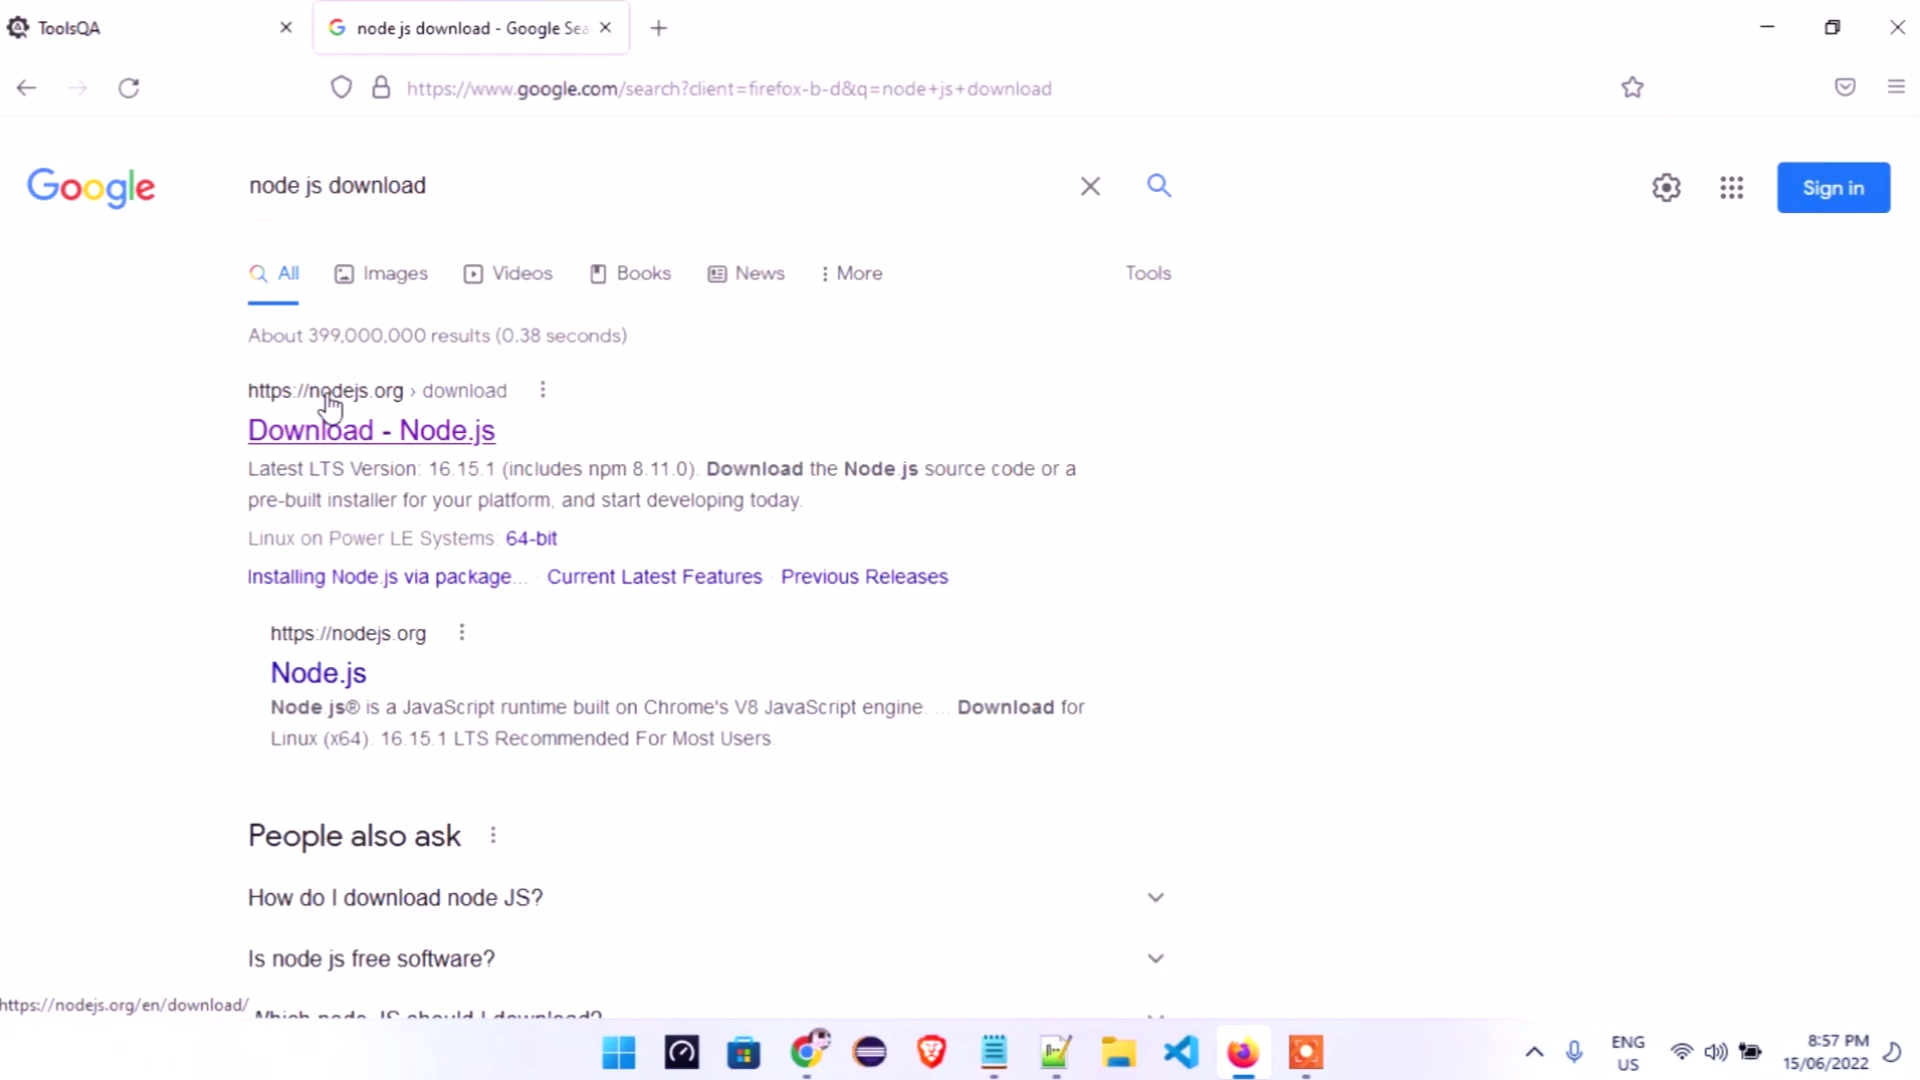 ToolsQA
node js download - Google Sea
https://www.google.com/search?client=firefox-b-d&q=node+js+download
Google
node js download
Sign in
All
Images
Videos
Books
News
More
Tools
About 399,000,000 results (0.38 seconds)
https://nodejs.org › download
Download - Node.js
Latest LTS Version: 16.15.1 (includes npm 8.11.0). Download the Node.js source code or a
pre-built installer for your platform, and start developing today.
Linux on Power LE Systems: 64-bit
Installing Node.js via package... · Current Latest Features · Previous Releases
https://nodejs.org
Node.js
Node js® is a JavaScript runtime built on Chrome's V8 JavaScript engine. ... Download for
Linux (x64). 16.15.1 LTS Recommended For Most Users.
People also ask
How do I download node JS?
Is node js free software?
Which node JS should I download?
https://nodejs.org/en/download/
ENG
US
8:57 PM
15/06/2022